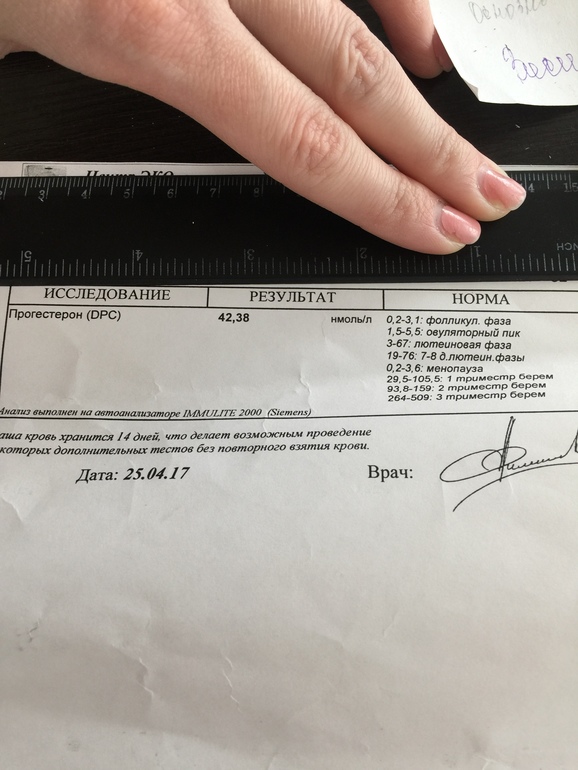 Основно
Центр ЭКО
ИССЛЕДОВАНИЕ РЕЗУЛЬТАТ НОРМА
Прогестерон (DPC) 42,38 нмоль/л 0,2-3,1: фолликул. фаза
1,5-5,5: овуляторный пик
3-67: лютеиновая фаза
19-76: 7-8 д.лютеин.фазы
0,2-3,6: менопауза
29,5-105,5: 1 триместр берем
93,8-159: 2 триместр берем
264-509: 3 триместр берем
Анализ выполнен на автоанализаторе IMMULITE 2000 (Siemens)
аша кровь хранится 14 дней, что делает возможным проведение
которых дополнительных тестов без повторного взятия крови.
Дата: 25.04.17 Врач: